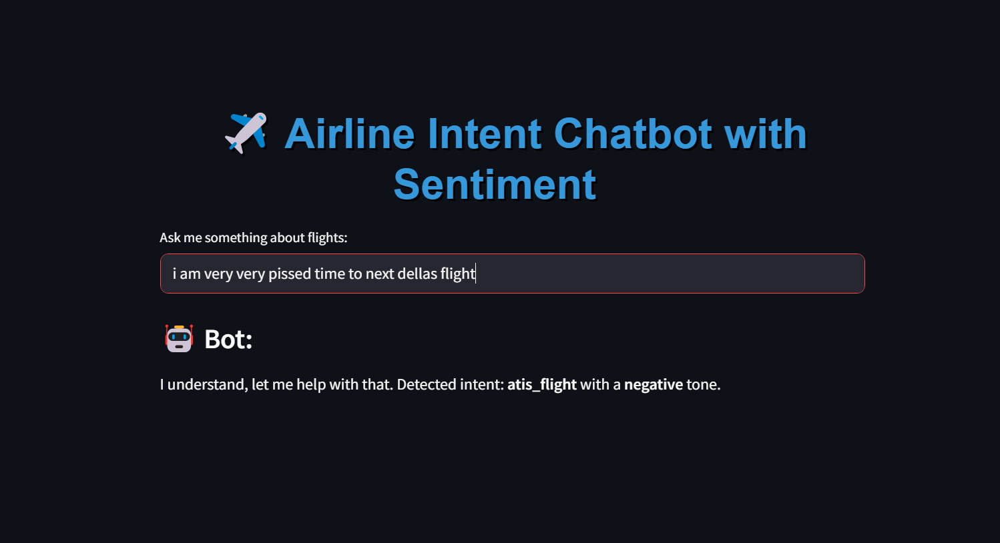 Airline Intent Chatbot with
Sentiment
Ask me something about flights:
i am very very pissed time to next dellas flight
Bot:
I understand, let me help with that. Detected intent: atis_flight with a negative tone.